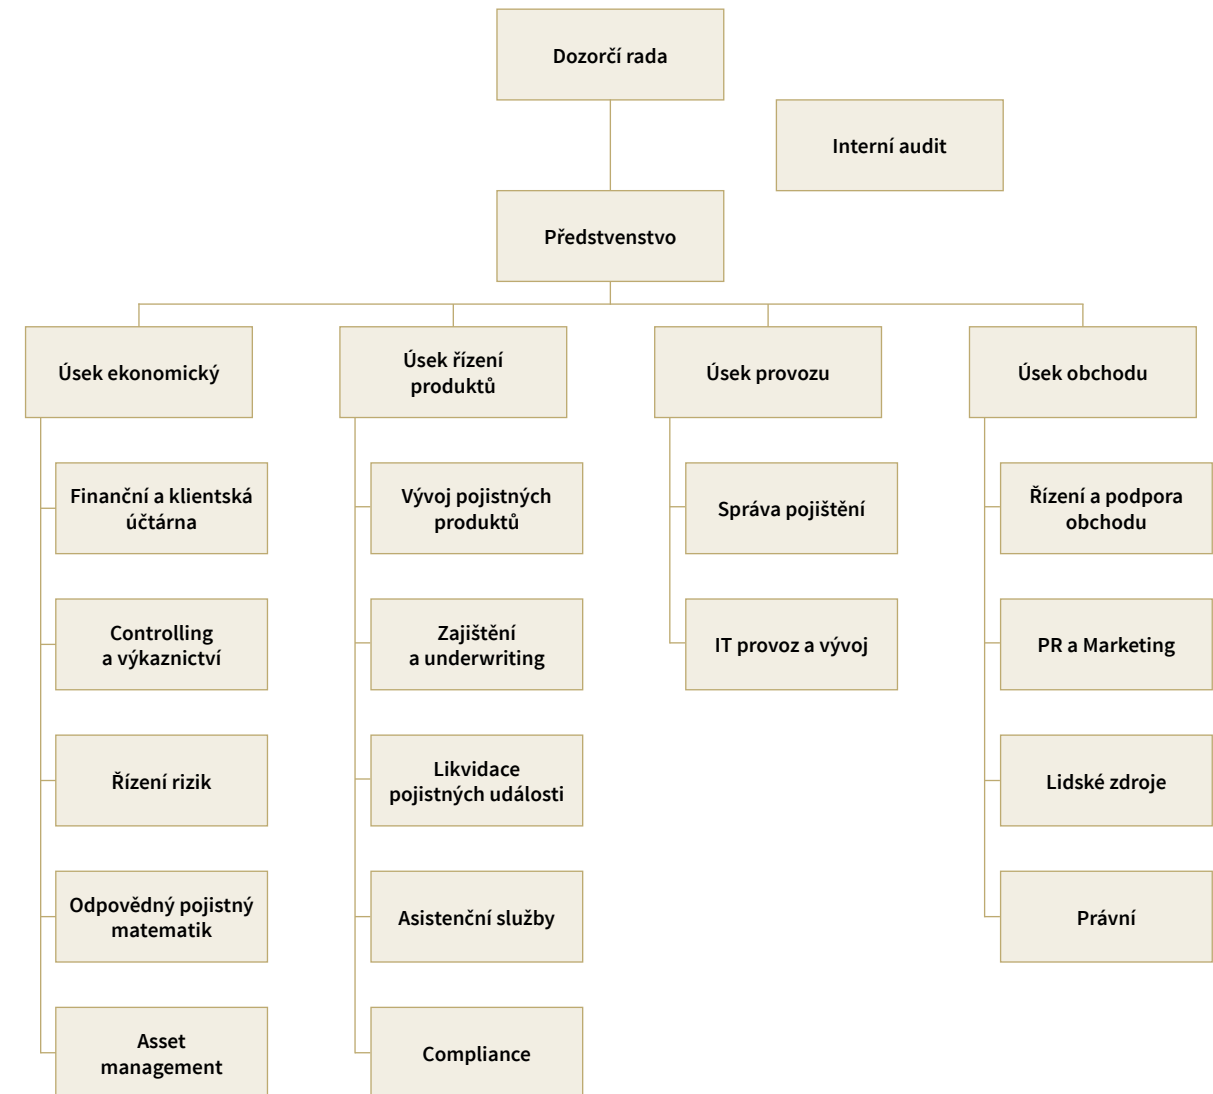 Dozorčí rada
Interní audit
Předstvenstvo
Úsek ekonomický
Úsek řízení
produktů
Úsek provozu
Úsek obchodu
Finanční a klientská
účtárna
Vývoj pojistných
produktů
Správa pojištění
Řízení a podpora
obchodu
Controlling
a výkaznictví
Zajištění
a underwriting
IT provoz a vývoj
PR a Marketing
Řízení rizik
Likvidace
pojistných události
Lidské zdroje
Odpovědný pojistný
matematik
Asistenční služby
Právní
Asset
management
Compliance